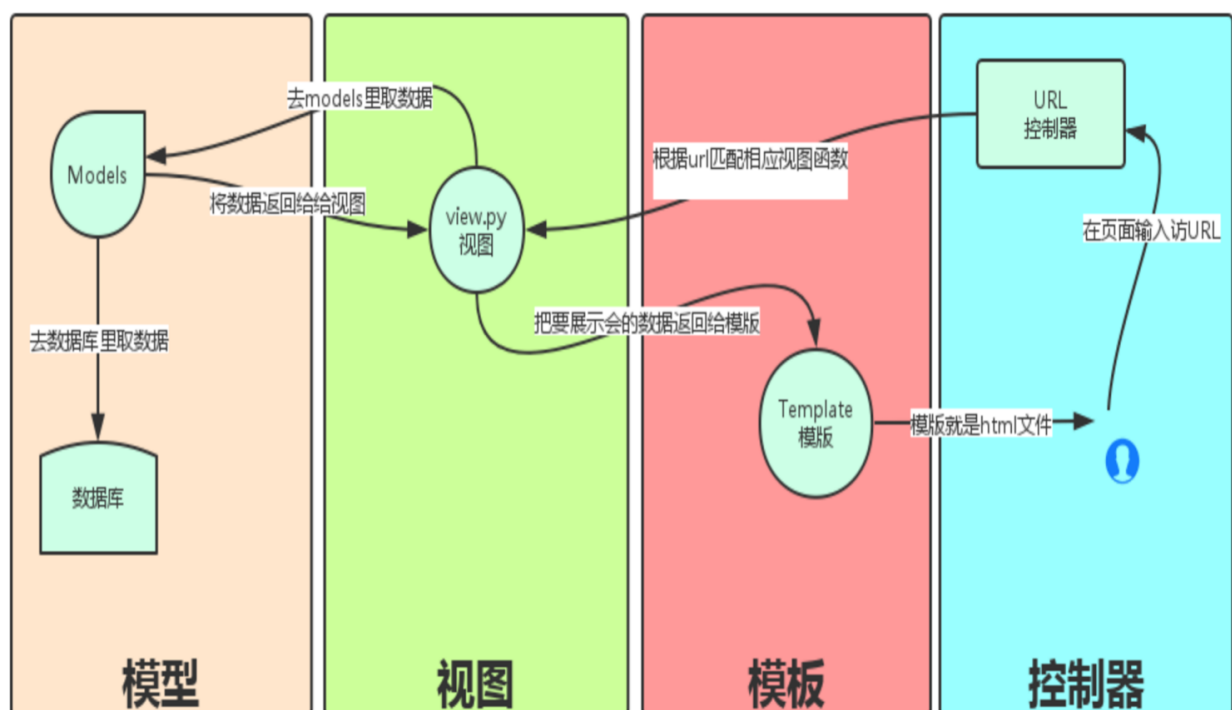 去models里取数据
URL
控制器
根据url匹配相应视图函数
Models
将数据返回给给视图
view.py
视图
在页面输入访URL
去数据库里取数据
把要展示会的数据返回给模版
Template
模版
模版就是html文件
数据库
模型
视图
模板
控制器